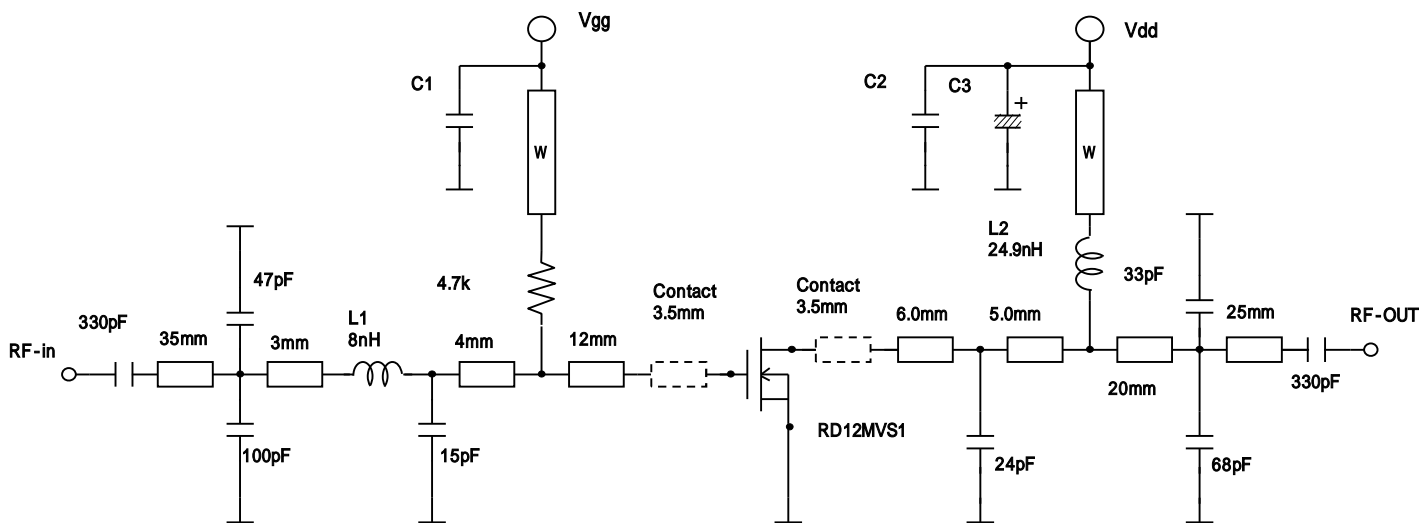 Vgg
Vdd
C1
C2
C3
+
W
W
L2
24.9nH
33pF
47pF
4.7k
Contact
3.5mm
Contact
3.5mm
330pF
35mm
3mm
L1
8nH
4mm
12mm
6.0mm
5.0mm
25mm
RF-OUT
RF-in
20mm
330pF
RD12MVS1
100pF
15pF
24pF
68pF